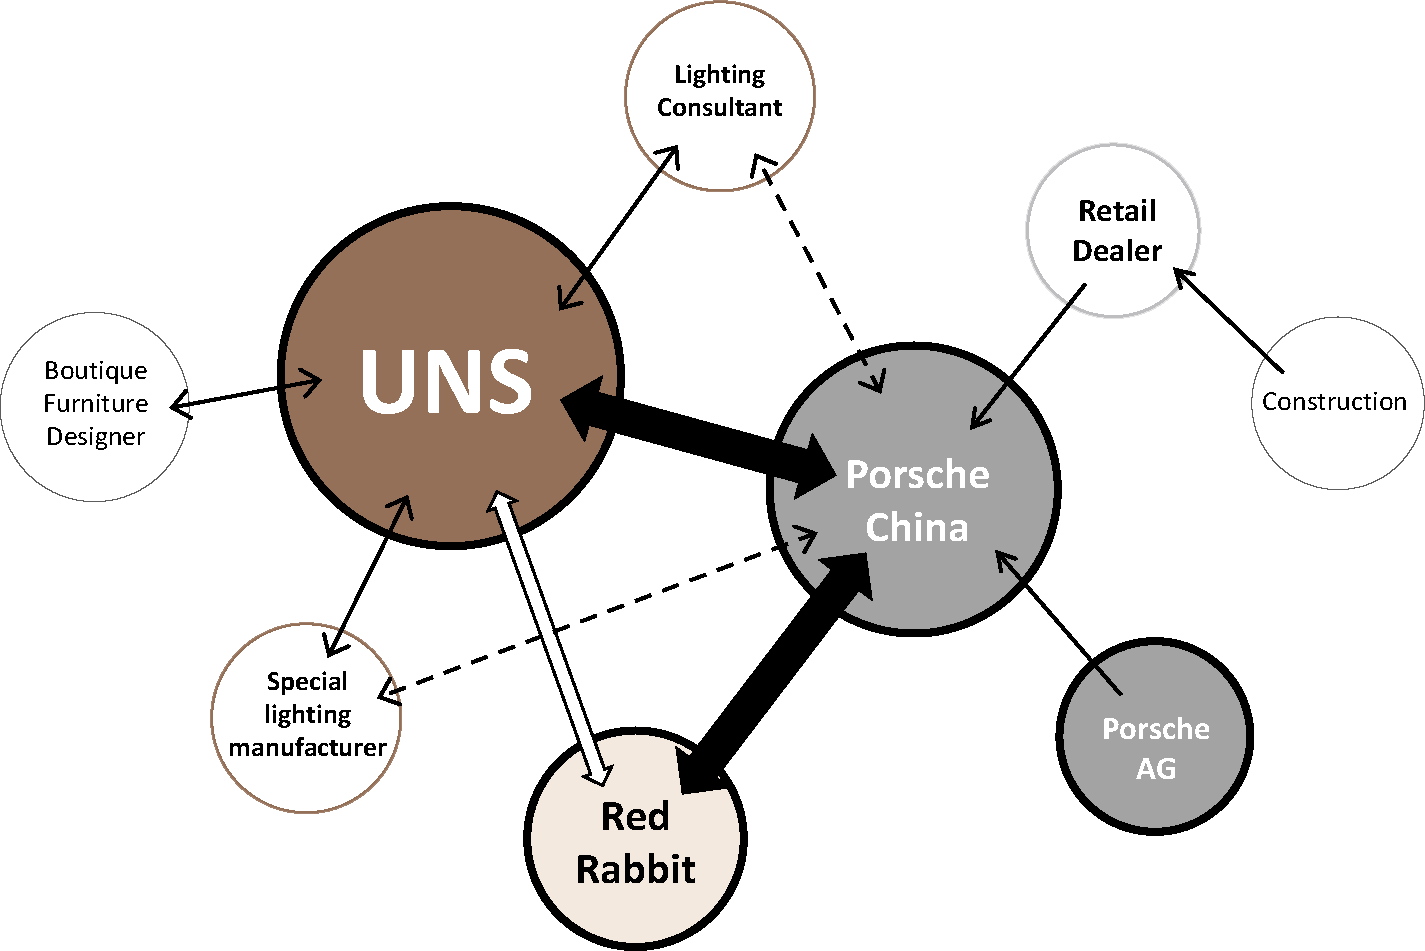 Lighting
Consultant
Retail
Dealer
UNS
Boutique
Furniture
Designer
Construction
Porsche
China
Special
lighting
manufacturer
Porsche
AG
Red
Rabbit